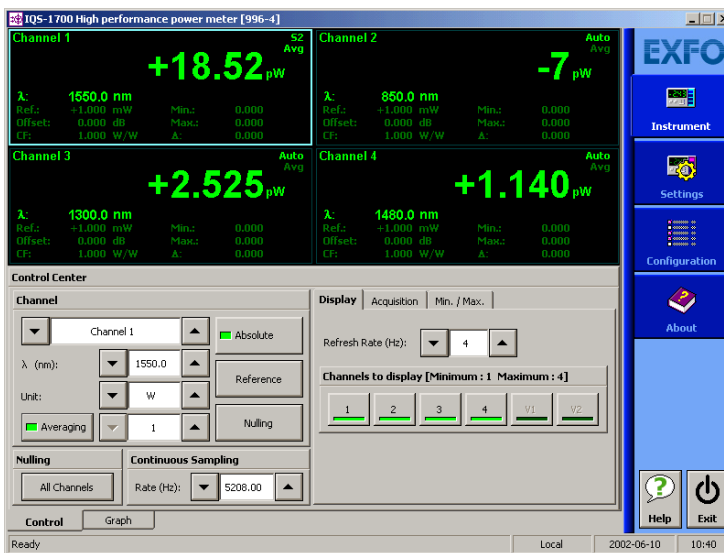 IQS-1700 High performance power meter [996-4]
Channel 1 S2
Avg
+18.52 pW
λ: 1550.0 nm
Ref.: +1.000 mW Min.: 0.000
Offset: 0.000 dB Max.: 0.000
CF: 1.000 W/W Δ: 0.000
Channel 2 Auto
Avg
-7 pW
λ: 850.0 nm
Ref.: +1.000 mW Min.: 0.000
Offset: 0.000 dB Max.: 0.000
CF: 1.000 W/W Δ: 0.000
Channel 3 Auto
Avg
+2.525 pW
λ: 1300.0 nm
Ref.: +1.000 mW Min.: 0.000
Offset: 0.000 dB Max.: 0.000
CF: 1.000 W/W Δ: 0.000
Channel 4 Auto
Avg
+1.140 pW
λ: 1480.0 nm
Ref.: +1.000 mW Min.: 0.000
Offset: 0.000 dB Max.: 0.000
CF: 1.000 W/W Δ: 0.000
EXFO
Instrument
Settings
Configuration
About
Control Center
Channel
Channel 1
Absolute
λ (nm): 1550.0
Reference
Unit: W
Averaging 1
Nulling
Nulling
All Channels
Continuous Sampling
Rate (Hz): 5208.00
Display Acquisition Min. / Max.
Refresh Rate (Hz): 4
Channels to display [Minimum : 1 Maximum : 4]
1 2 3 4 V1 V2
Control Graph
Help Exit
Ready Local 2002-06-10 10:40